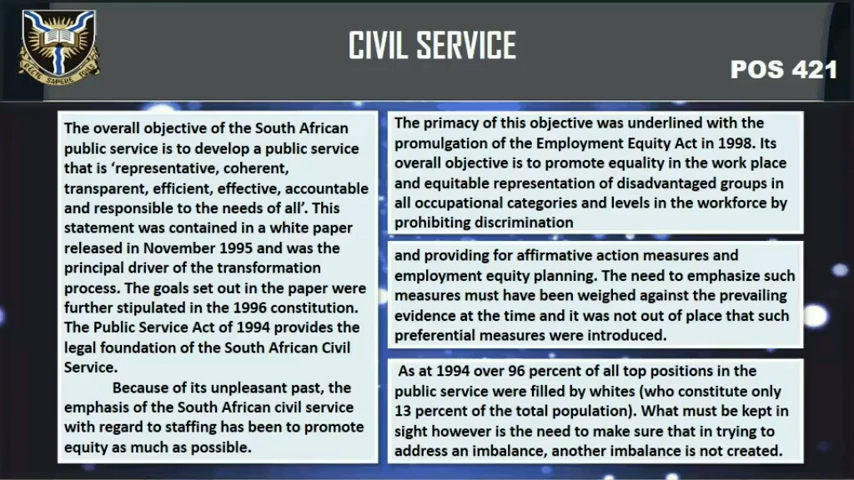 CIVIL SERVICE
POS 421
The overall objective of the South African
public service is to develop a public service
that is ‘representative, coherent,
transparent, efficient, effective, accountable
and responsible to the needs of all’. This
statement was contained in a white paper
released in November 1995 and was the
principal driver of the transformation
process. The goals set out in the paper were
further stipulated in the 1996 constitution.
The Public Service Act of 1994 provides the
legal foundation of the South African Civil
Service.
Because of its unpleasant past, the
emphasis of the South African civil service
with regard to staffing has been to promote
equity as much as possible.
The primacy of this objective was underlined with the
promulgation of the Employment Equity Act in 1998. Its
overall objective is to promote equality in the work place
and equitable representation of disadvantaged groups in
all occupational categories and levels in the workforce by
prohibiting discrimination
and providing for affirmative action measures and
employment equity planning. The need to emphasize such
measures must have been weighed against the prevailing
evidence at the time and it was not out of place that such
preferential measures were introduced.
As at 1994 over 96 percent of all top positions in the
public service were filled by whites (who constitute only
13 percent of the total population). What must be kept in
sight however is the need to make sure that in trying to
address an imbalance, another imbalance is not created.